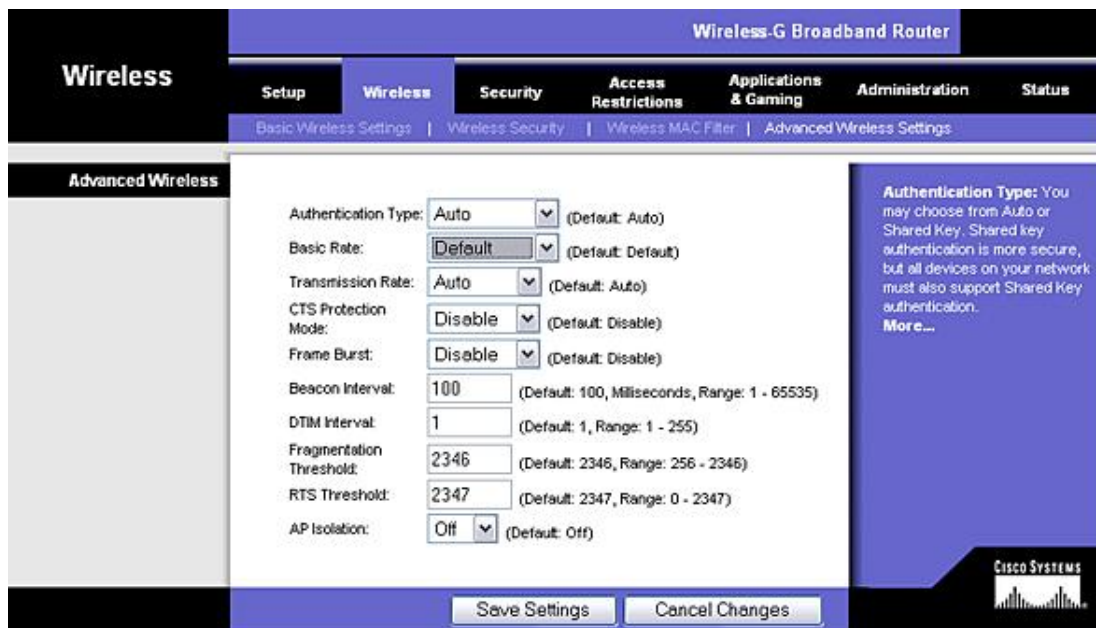 Wireless-G Broadband Router
Wireless
Setup
Wireless
Security
Access
Restrictions
Applications
& Gaming
Administration
Status
Basic Wireless Settings | Wireless Security | Wireless MAC Filter | Advanced Wireless Settings
Advanced Wireless
Authentication Type: Auto (Default: Auto)
Basic Rate: Default (Default: Default)
Transmission Rate: Auto (Default: Auto)
CTS Protection
Mode: Disable (Default: Disable)
Frame Burst: Disable (Default: Disable)
Beacon Interval: 100 (Default: 100, Milliseconds, Range: 1 - 65535)
DTIM Interval: 1 (Default: 1, Range: 1 - 255)
Fragmentation
Threshold: 2346 (Default: 2346, Range: 256 - 2346)
RTS Threshold: 2347 (Default: 2347, Range: 0 - 2347)
AP Isolation: Off (Default: Off)
Authentication Type: You
may choose from Auto or
Shared Key. Shared key
authentication is more secure,
but all devices on your network
must also support Shared Key
authentication.
More...
CISCO SYSTEMS
Save Settings
Cancel Changes